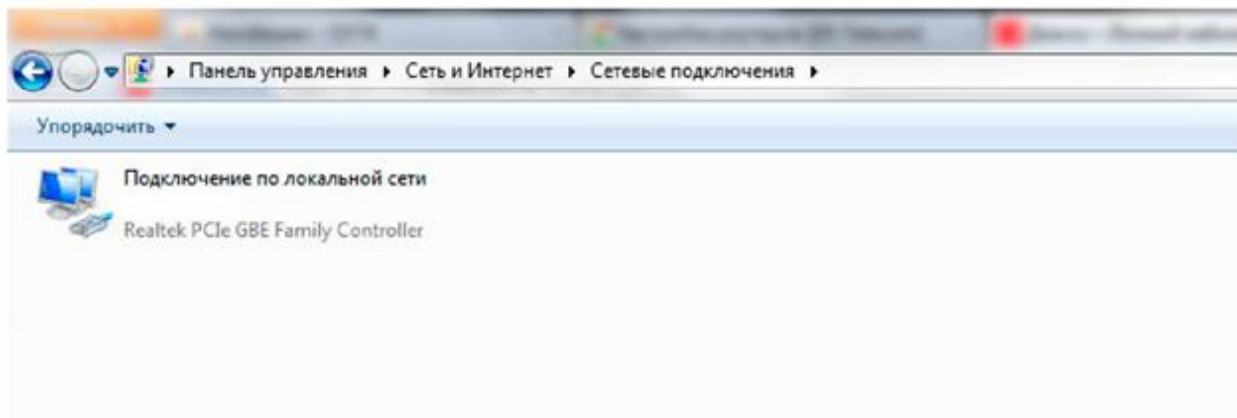 Панель управления ▸ Сеть и Интернет ▸ Сетевые подключения ▸
Упорядочить ▾
Подключение по локальной сети
Realtek PCIe GBE Family Controller